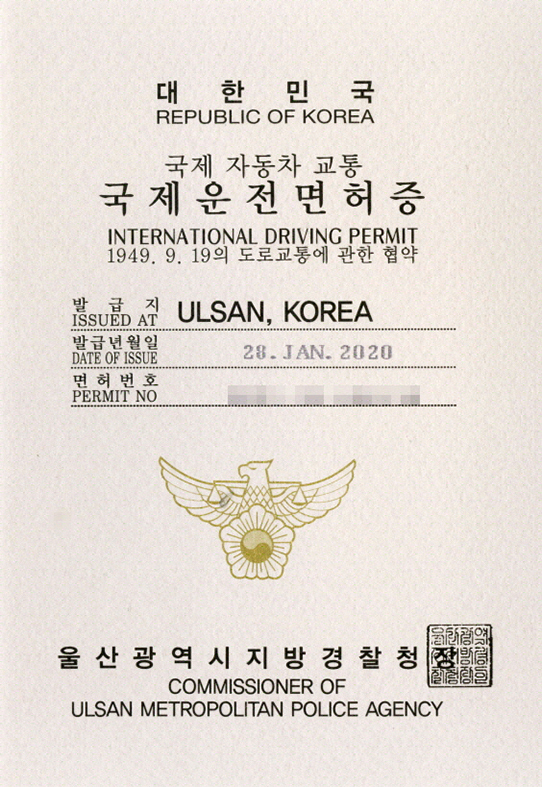 대 한 민 국
REPUBLIC OF KOREA
국제 자동차 교통
국제운전면허증
INTERNATIONAL DRIVING PERMIT
1949. 9. 19의 도로교통에 관한 협약
발 급 지
ISSUED AT ULSAN, KOREA
발급년월일
DATE OF ISSUE 28. JAN. 2020
면 허 번 호
PERMIT NO
울산광역시지방경찰청장
COMMISSIONER OF
ULSAN METROPOLITAN POLICE AGENCY